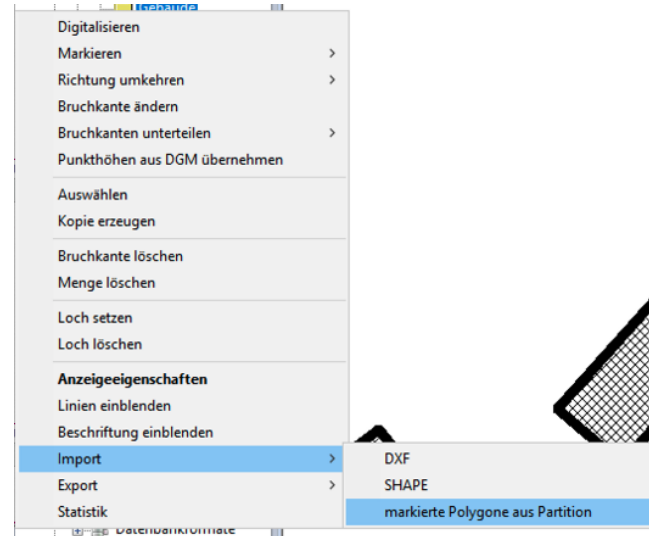 Gebäude
Digitalisieren
Markieren
Richtung umkehren
Bruchkante ändern
Bruchkanten unterteilen
Punkthöhen aus DGM übernehmen
Auswählen
Kopie erzeugen
Bruchkante löschen
Menge löschen
Loch setzen
Loch löschen
Anzeigeeigenschaften
Linien einblenden
Beschriftung einblenden
Import
DXF
Export
SHAPE
Statistik
markierte Polygone aus Partition
Datenbankformate